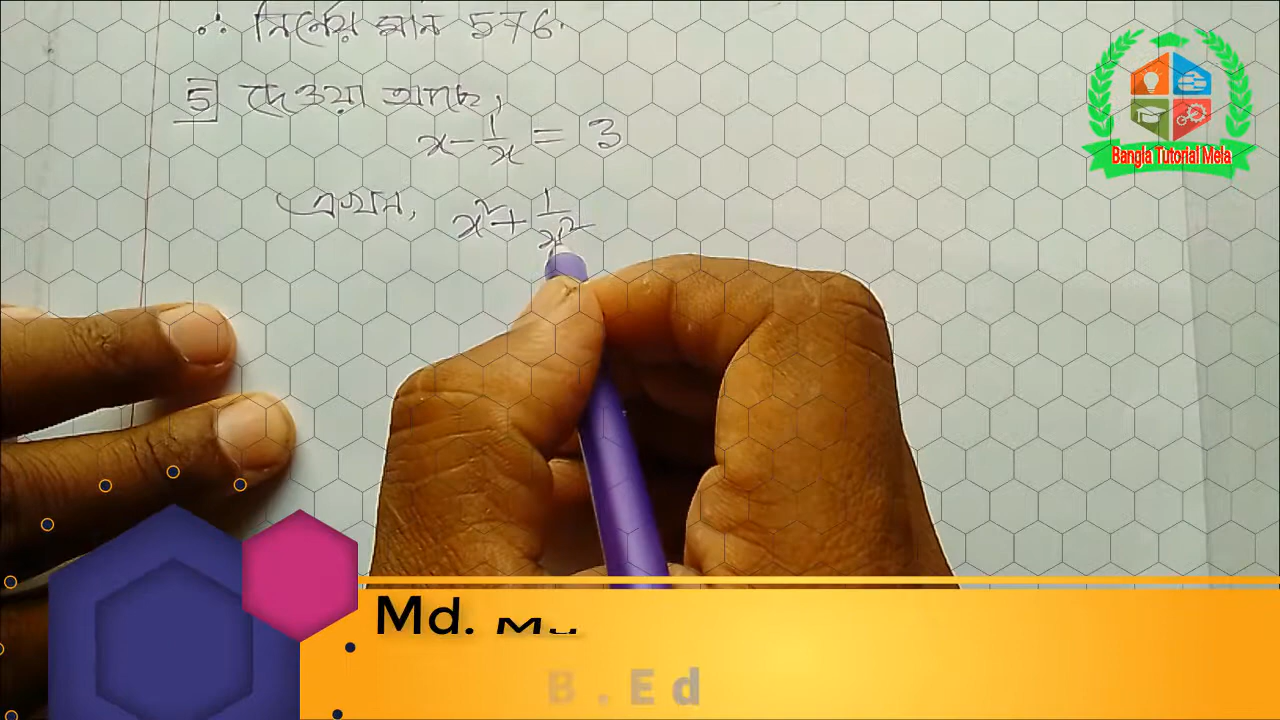 ∴ নির্ণেয় মান 576.
5 দেওয়া আছে,
x - 1/x = 3
এখন, x² + 1/x²
Bangla Tutorial Mela
Md.
B.Ed